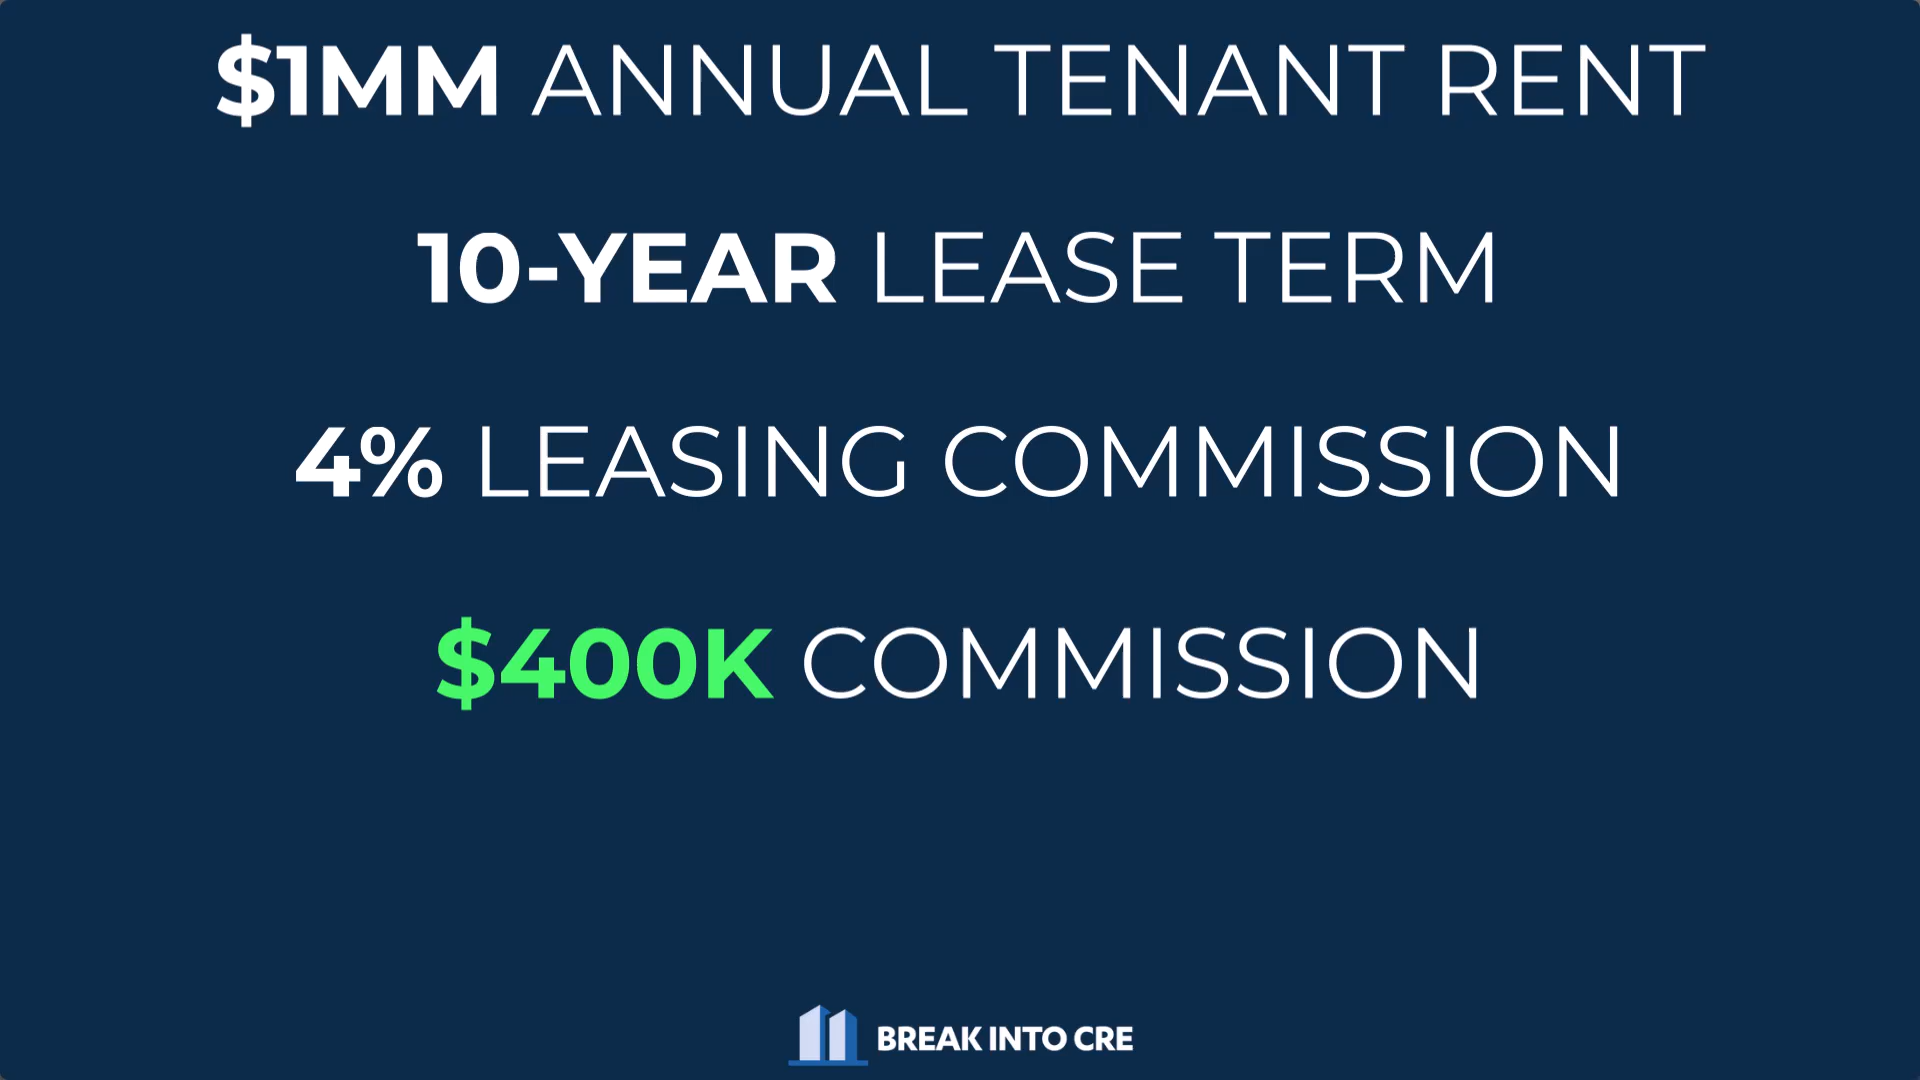 $1MM ANNUAL TENANT RENT
10-YEAR LEASE TERM
4% LEASING COMMISSION
$400K COMMISSION
BREAK INTO CRE